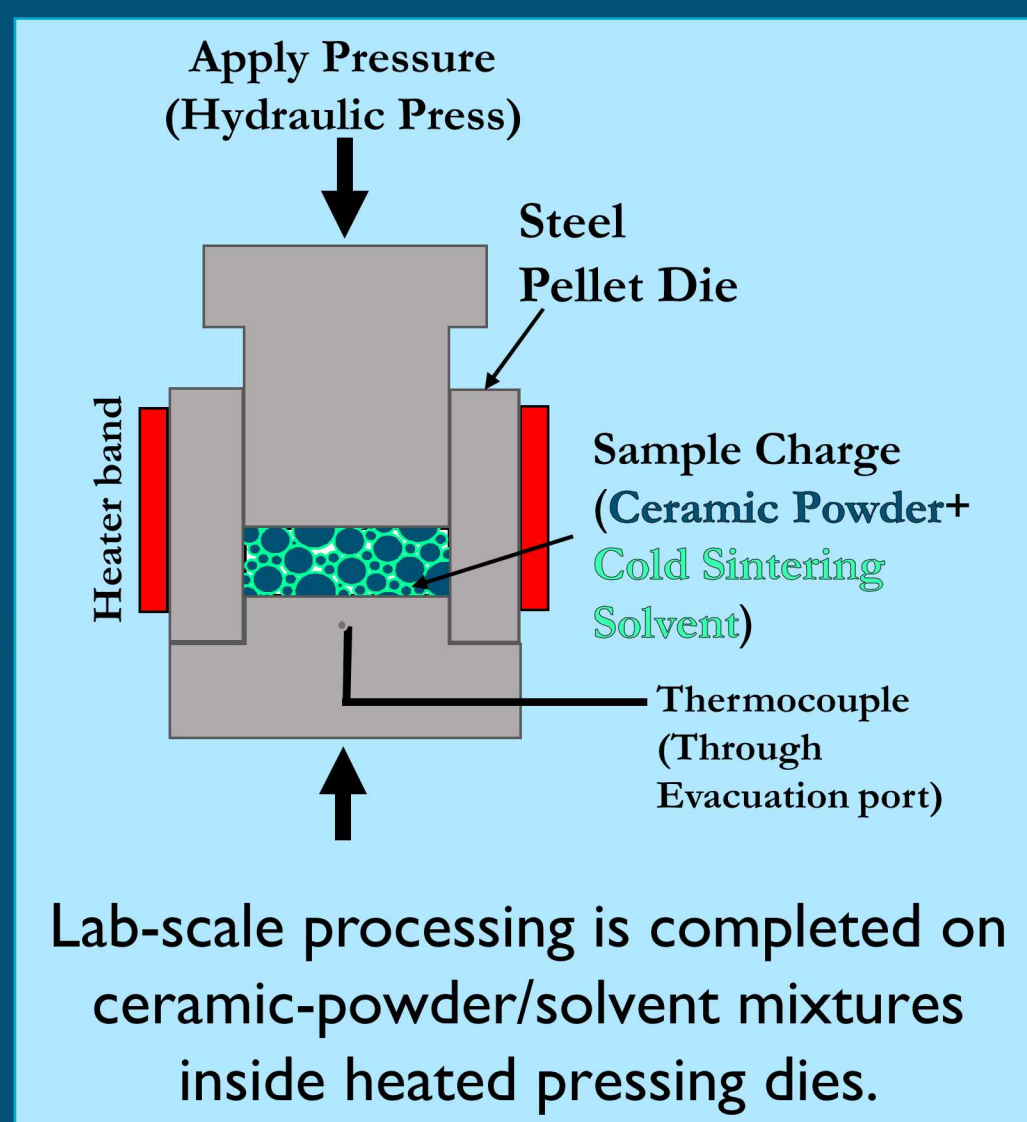 Apply Pressure
(Hydraulic Press)
Steel
Pellet Die
Heater band
Sample Charge
(Ceramic Powder+
Cold Sintering
Solvent)
Thermocouple
(Through
Evacuation port)
Lab-scale processing is completed on
ceramic-powder/solvent mixtures
inside heated pressing dies.